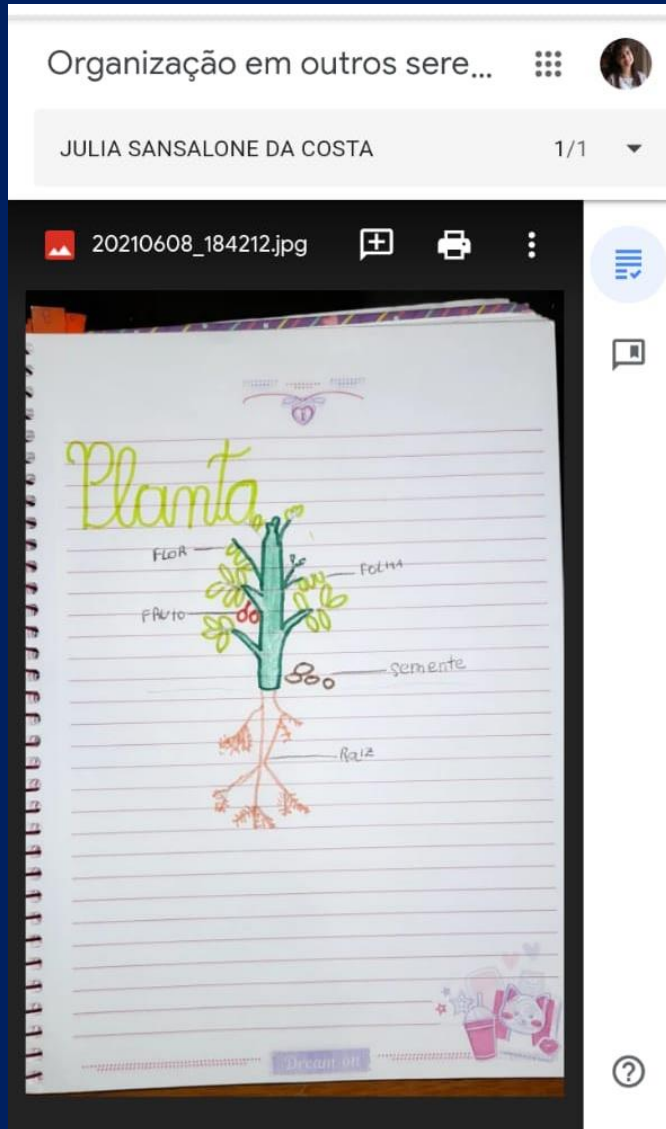 Organização em outros sere...
JULIA SANSALONE DA COSTA 1/1
20210608_184212.jpg
Planta
FLOR
FOLHA
FRUTO
Semente
Raiz
Dream on